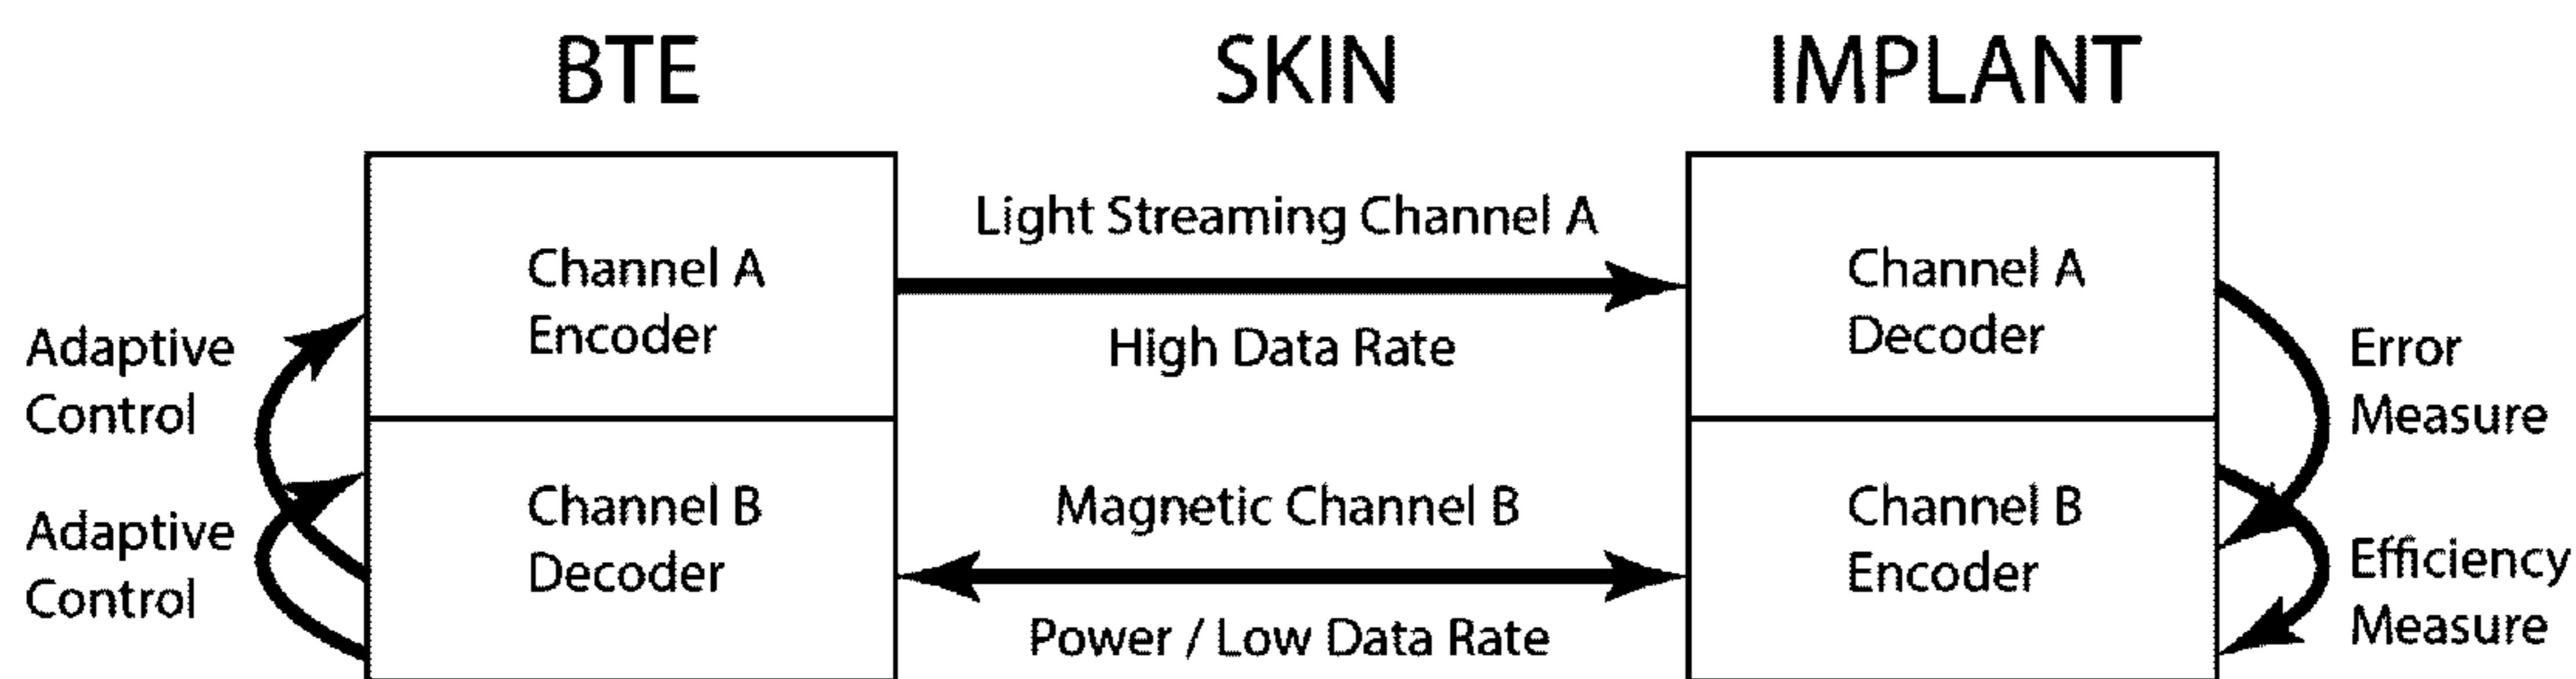 BTE
SKIN
IMPLANT
Light Streaming Channel A
High Data Rate
Channel A
Encoder
Channel A
Decoder
Adaptive
Control
Error
Measure
Channel B
Decoder
Magnetic Channel B
Power / Low Data Rate
Channel B
Encoder
Adaptive
Control
Efficiency
Measure